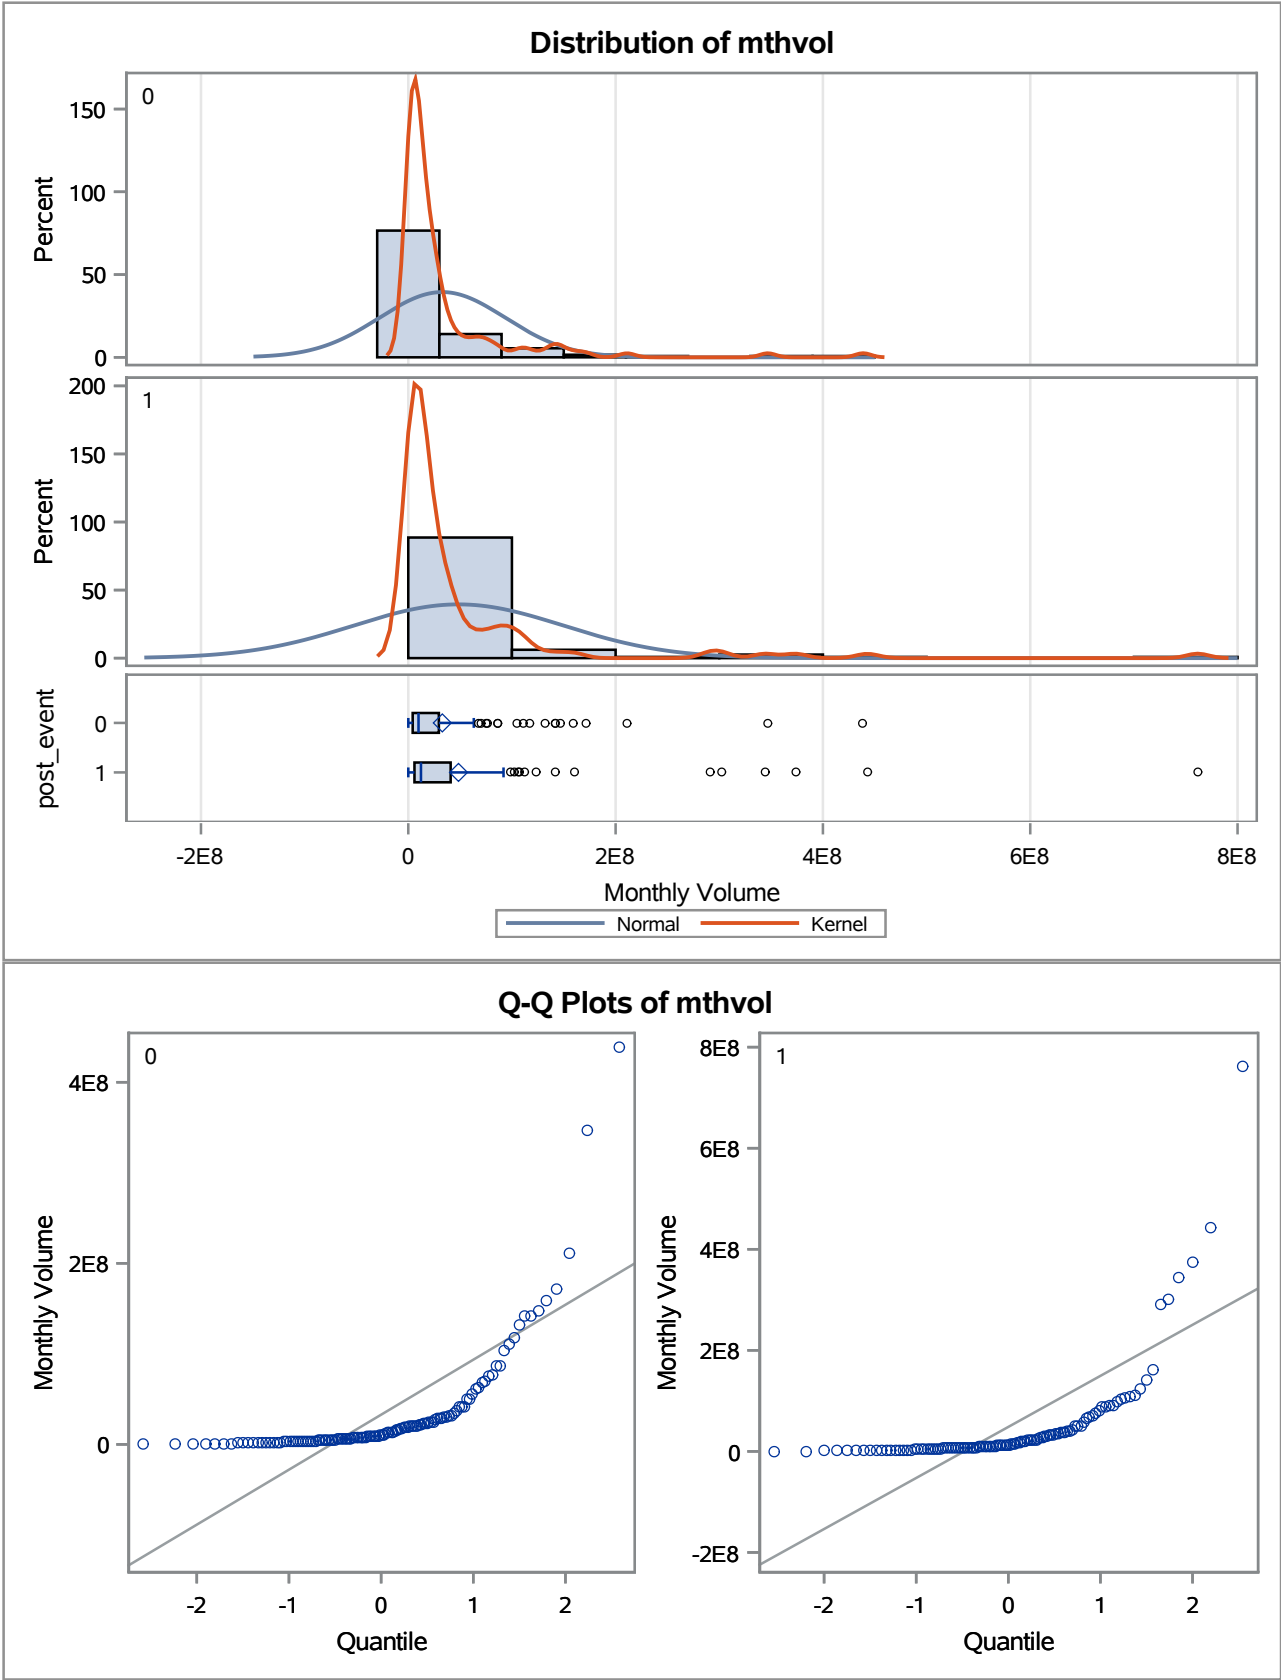 Distribution of mthvol
0
150
100
50
0
Percent
1
200
150
100
50
0
Percent
post_event
0
1
-2E8 0 2E8 4E8 6E8 8E8
Monthly Volume
Normal Kernel
Q-Q Plots of mthvol
0
4E8
2E8
0
Monthly Volume
-2 -1 0 1 2
Quantile
1
8E8
6E8
4E8
2E8
0
-2E8
Monthly Volume
-2 -1 0 1 2
Quantile